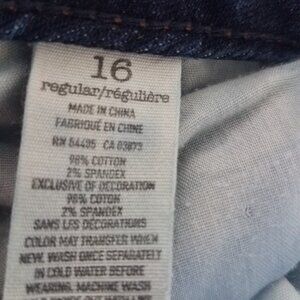 16
regular/régulière
MADE IN CHINA
FABRIQUÉ EN CHINE
RN 54495 CA 03873
98% COTTON
2% SPANDEX
EXCLUSIVE OF DECORATION
98% COTON
2% SPANDEX
SANS LES DÉCORATIONS
COLOR MAY TRANSFER WHEN
NEW. WASH ONCE SEPARATELY
IN COLD WATER BEFORE
WEARING. MACHINE WASH